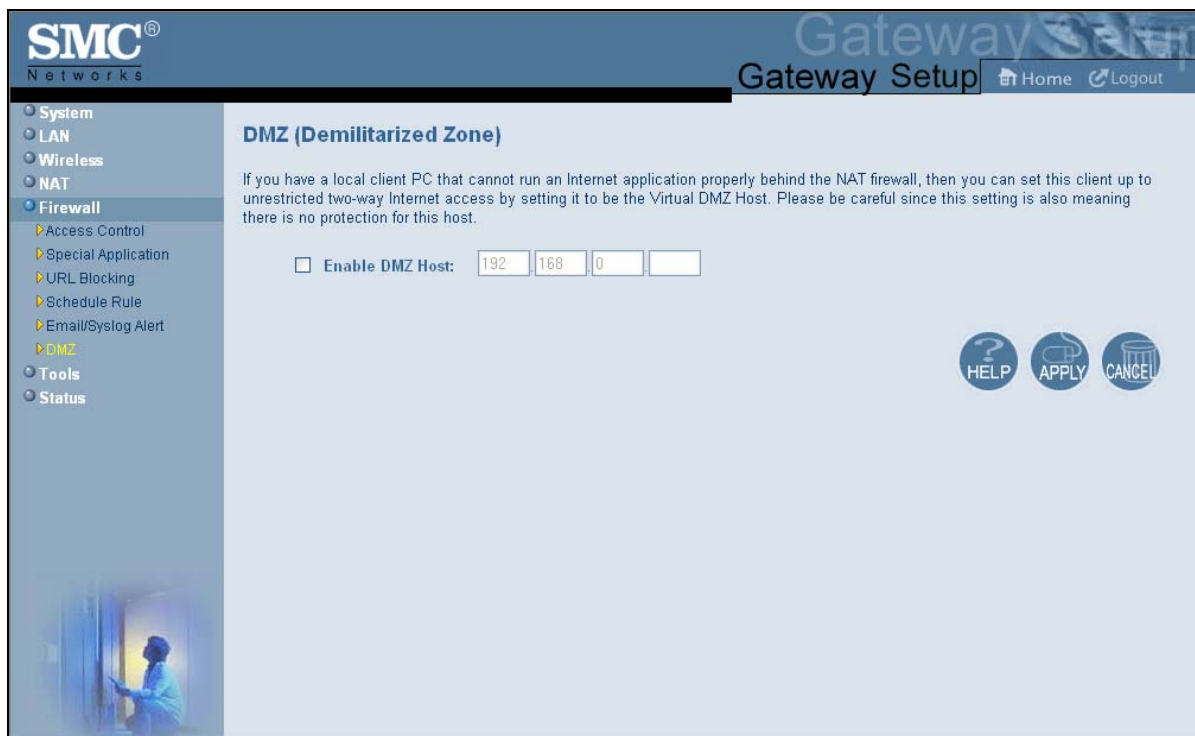 SMC®
Networks
Gateway Setup
Gateway Setup
Home
Logout
System
LAN
Wireless
NAT
Firewall
Access Control
Special Application
URL Blocking
Schedule Rule
Email/Syslog Alert
DMZ
Tools
Status
DMZ (Demilitarized Zone)
If you have a local client PC that cannot run an Internet application properly behind the NAT firewall, then you can set this client up to
unrestricted two-way Internet access by setting it to be the Virtual DMZ Host. Please be careful since this setting is also meaning
there is no protection for this host.
Enable DMZ Host: 192 .168 .0 .
HELP
APPLY
CANCEL